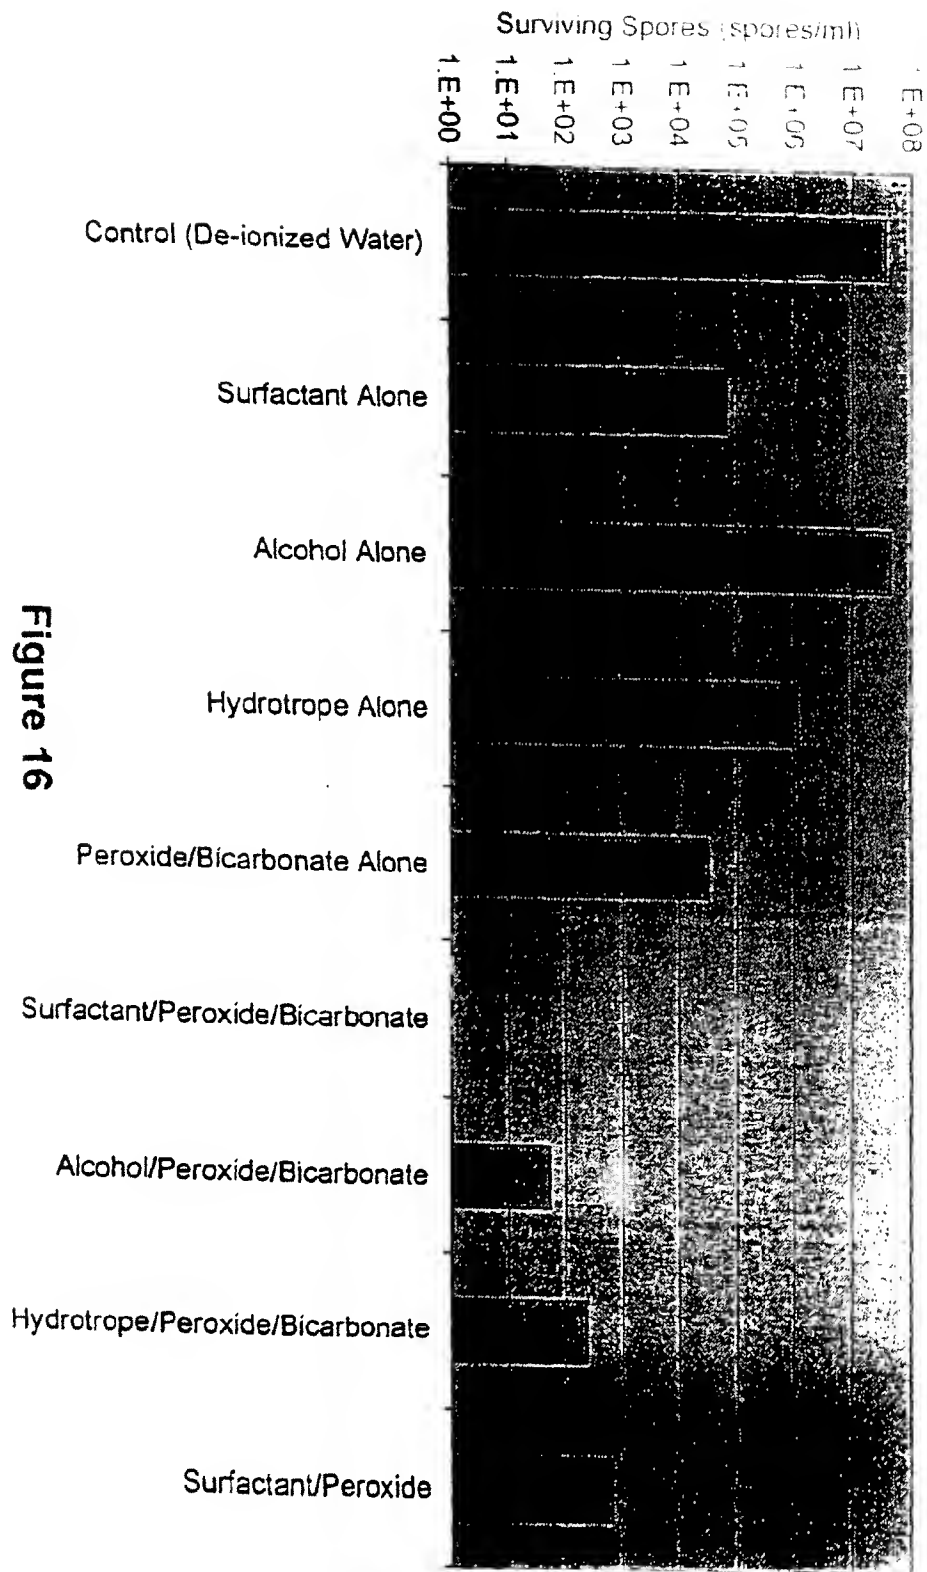 Surviving Spores (spores/ml)
1.E+08
1.E+07
1.E+06
1.E+05
1.E+04
1.E+03
1.E+02
1.E+01
1.E+00
Control (De-ionized Water)
Surfactant Alone
Alcohol Alone
Hydrotrope Alone
Peroxide/Bicarbonate Alone
Surfactant/Peroxide/Bicarbonate
Alcohol/Peroxide/Bicarbonate
Hydrotrope/Peroxide/Bicarbonate
Surfactant/Peroxide
Figure 16